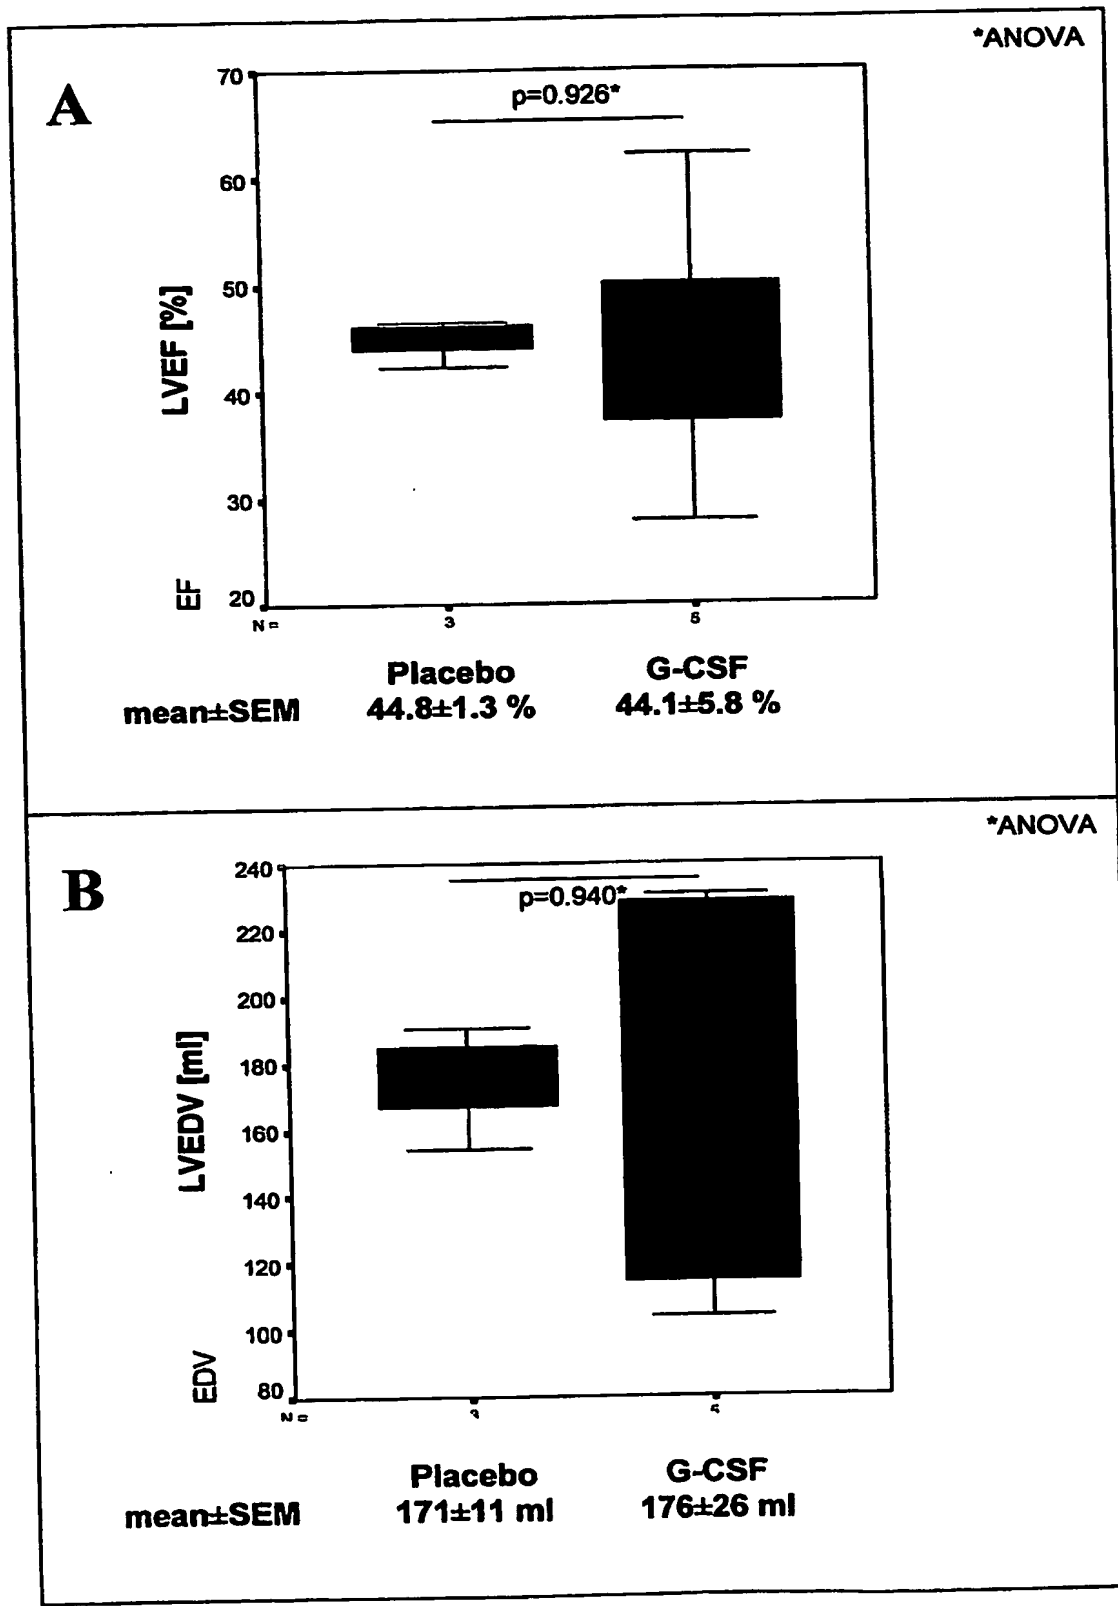 *ANOVA
A
p=0.926*
70
60
50
40
30
20
LVEF [%]
EF
N =
3
5
Placebo
G-CSF
mean±SEM
44.8±1.3 %
44.1±5.8 %
*ANOVA
B
p=0.940*
240
220
200
180
160
140
120
100
80
LVEDV [ml]
EDV
N =
3
5
Placebo
G-CSF
mean±SEM
171±11 ml
176±26 ml